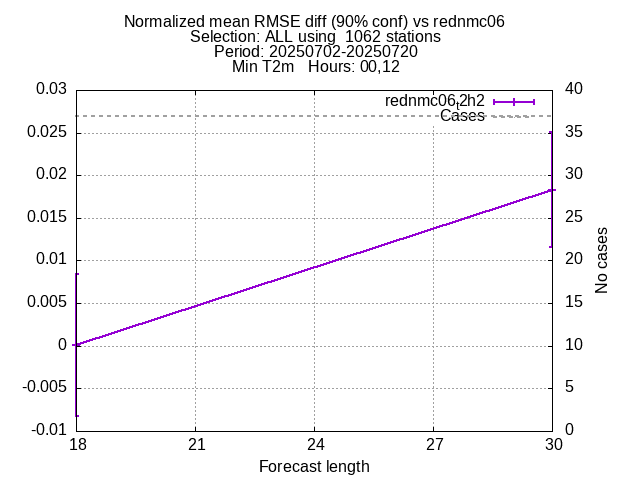 Normalized mean RMSE diff (90% conf) vs rednmc06
Selection: ALL using  1062 stations
Period: 20250702-20250720
Min T2m   Hours: 00,12
0.03
0.025
0.02
0.015
0.01
0.005
0
-0.005
-0.01
40
35
30
25
20
15
10
5
0
rednmc06t2h2
Cases
No cases
18
21
24
27
30
Forecast length